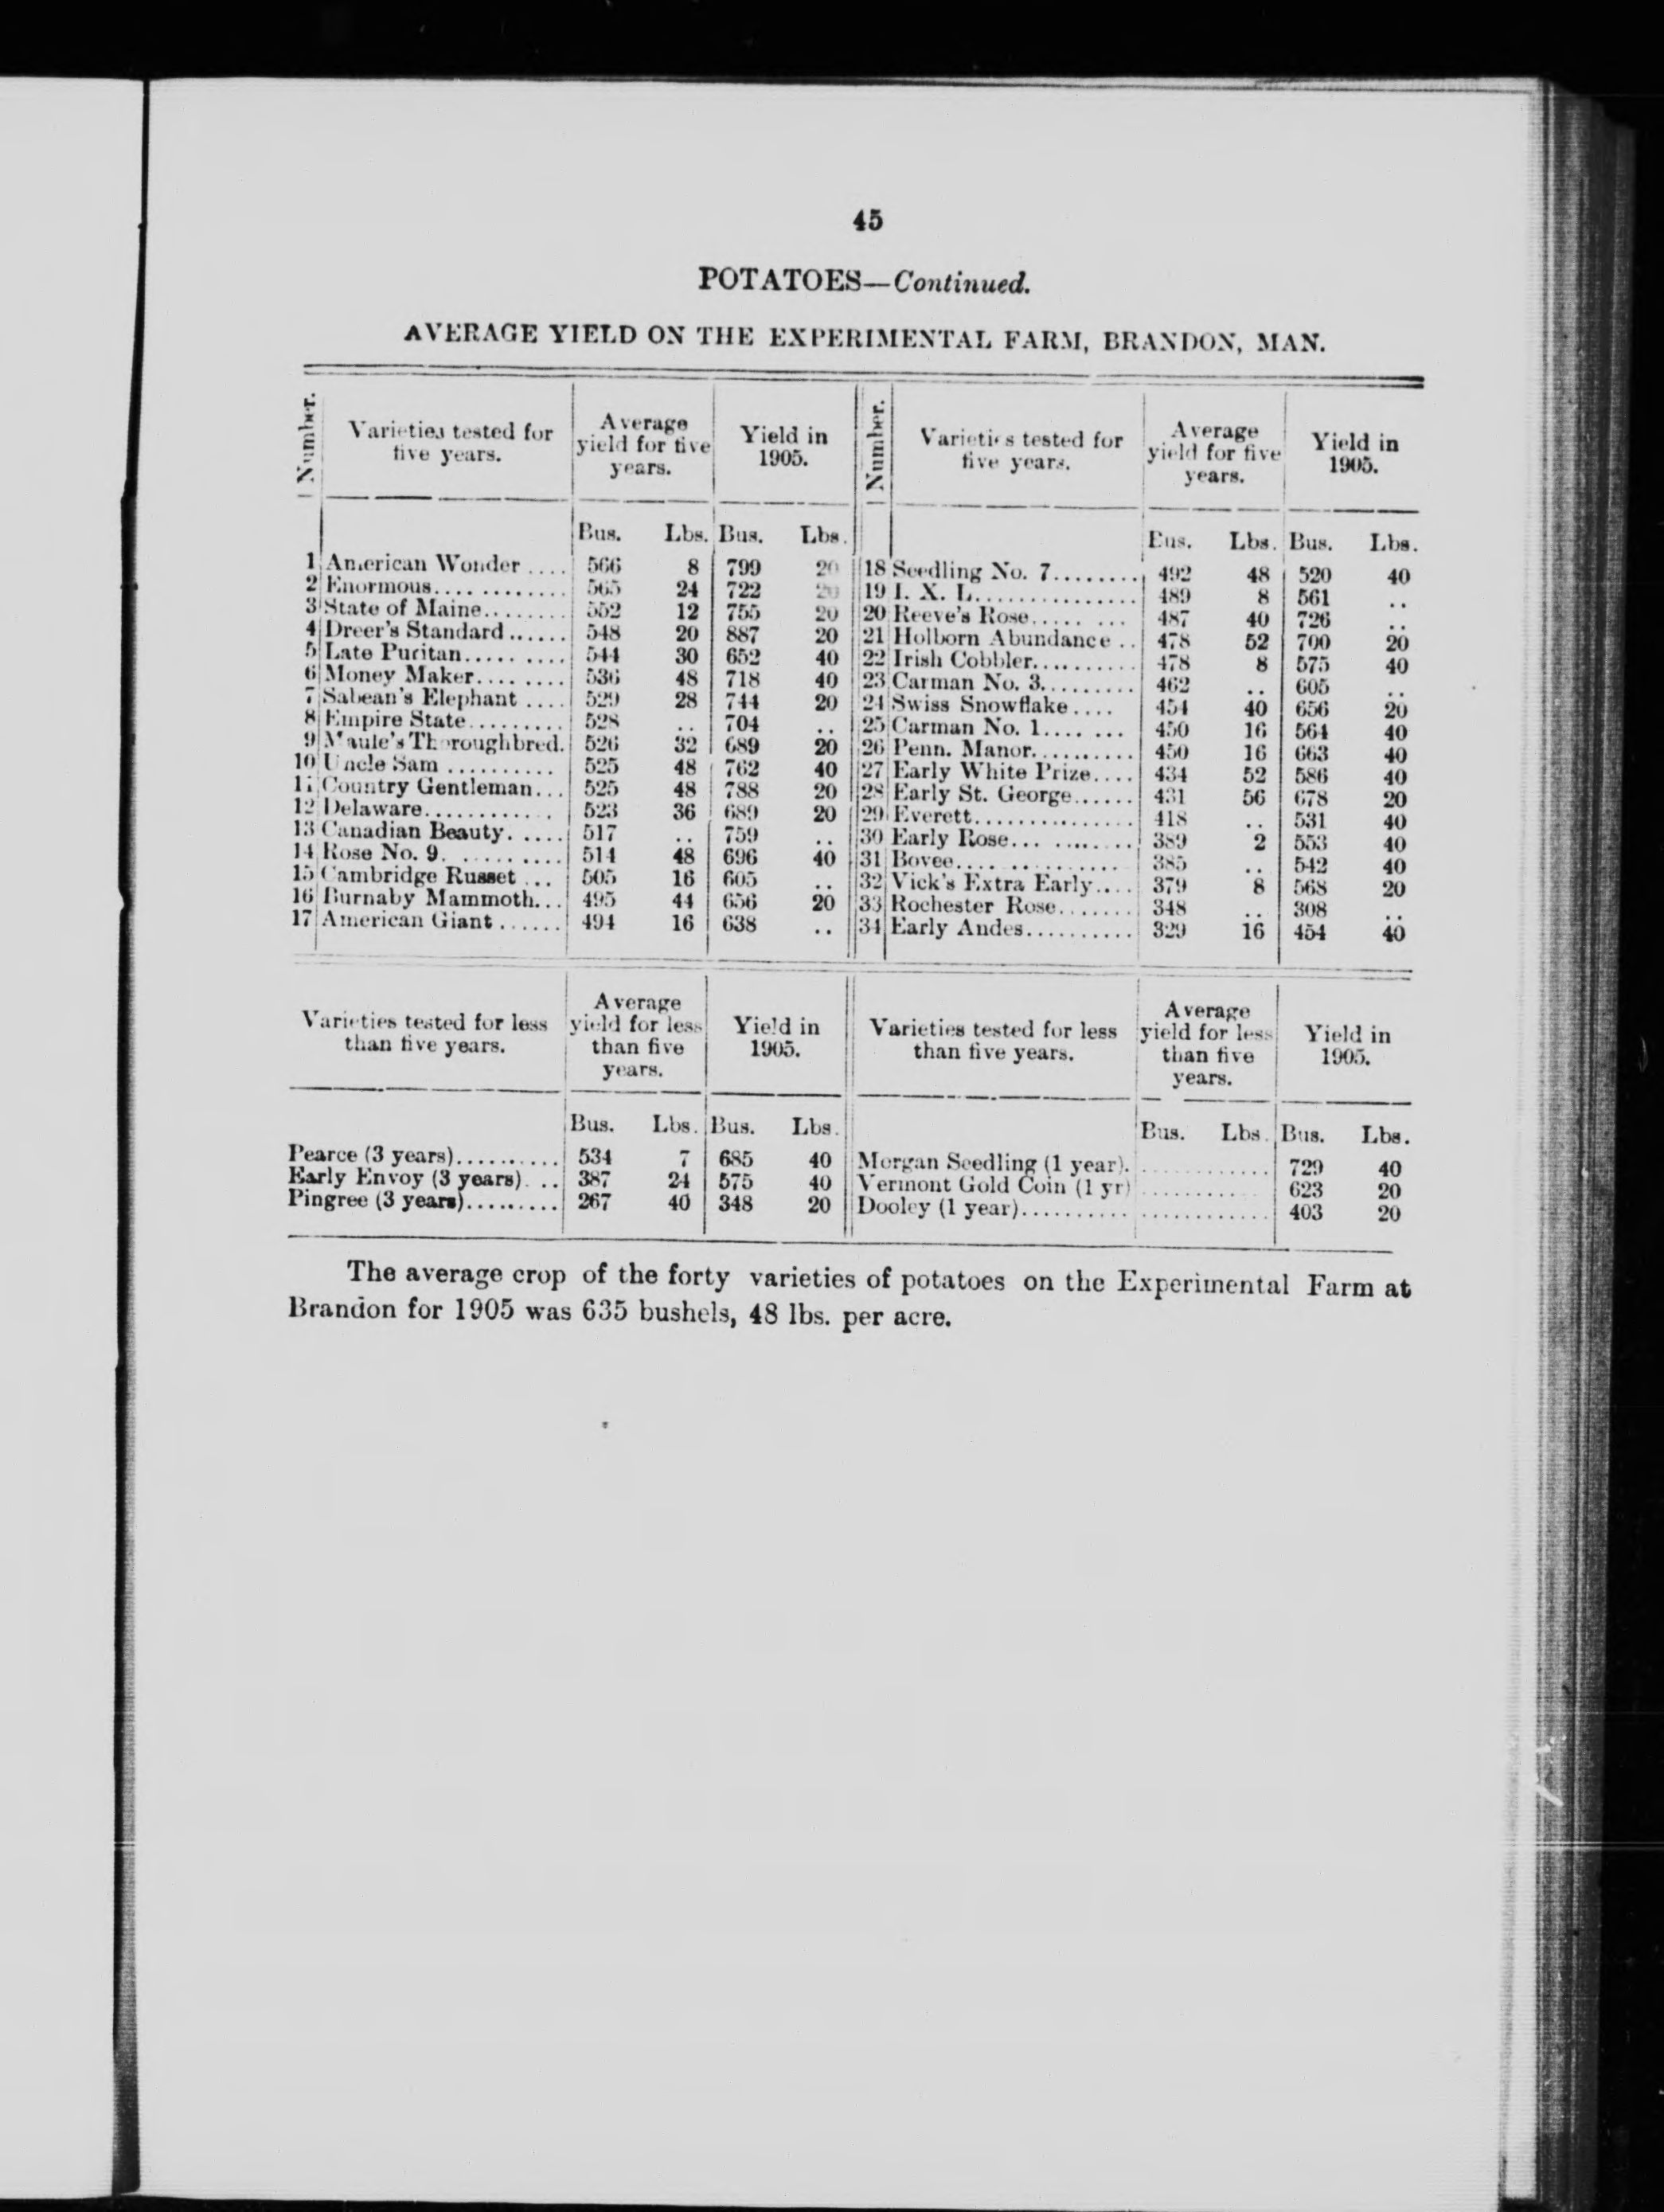 45
POTATOES—Continued.
AVERAGE YIELD ON THE EXPERIMENTAL FARM, BRANDON, MAN.
Number. Varieties tested for five years. Average yield for five years. Yield in 1905. Number. Varieties tested for five years. Average yield for five years. Yield in 1905.
Bus. Lbs. Bus. Lbs. Bus. Lbs. Bus. Lbs.
1 American Wonder .... 566 8 799 20 18 Seedling No. 7........ 492 48 520 40
2 Enormous............ 565 24 722 20 19 I. X. L............... 489 8 561 ..
3 State of Maine........ 552 12 755 20 20 Reeve's Rose..... ... 487 40 726 ..
4 Dreer's Standard ...... 548 20 887 20 21 Holborn Abundance .. 478 52 700 20
5 Late Puritan.......... 544 30 652 40 22 Irish Cobbler.......... 478 8 575 40
6 Money Maker........ 536 48 718 40 23 Carman No. 3......... 462 .. 605 ..
7 Sabean's Elephant .... 529 28 744 20 24 Swiss Snowflake.... 454 40 656 20
8 Empire State......... 528 .. 704 .. 25 Carman No. 1.... ... 450 16 564 40
9 Maule's Thoroughbred. 526 32 689 20 26 Penn. Manor.......... 450 16 663 40
10 Uncle Sam .......... 525 48 762 40 27 Early White Prize.... 434 52 586 40
11 Country Gentleman... 525 48 788 20 28 Early St. George...... 431 56 678 20
12 Delaware............ 523 36 689 20 29 Everett............... 418 .. 531 40
13 Canadian Beauty. ..... 517 .. 759 .. 30 Early Rose... ......... 389 2 553 40
14 Rose No. 9. .......... 514 48 696 40 31 Bovee.... ............. 385 .. 542 40
15 Cambridge Russet ... 505 16 605 .. 32 Vick's Extra Early.... 379 8 568 20
16 Burnaby Mammoth... 495 44 656 20 33 Rochester Rose....... 348 .. 308 ..
17 American Giant ...... 494 16 638 .. 34 Early Andes.......... 329 16 454 40
Varieties tested for less than five years. Average yield for less than five years. Yield in 1905. Varieties tested for less than five years. Average yield for less than five years. Yield in 1905.
Bus. Lbs. Bus. Lbs. Bus. Lbs. Bus. Lbs.
Pearce (3 years).......... 534 7 685 40 Morgan Seedling (1 year). ............ 729 40
Early Envoy (3 years). .. 387 24 575 40 Vermont Gold Coin (1 yr) ........... 623 20
Pingree (3 years)......... 267 40 348 20 Dooley (1 year).......... ............ 403 20
The average crop of the forty varieties of potatoes on the Experimental Farm at
Brandon for 1905 was 635 bushels, 48 lbs. per acre.